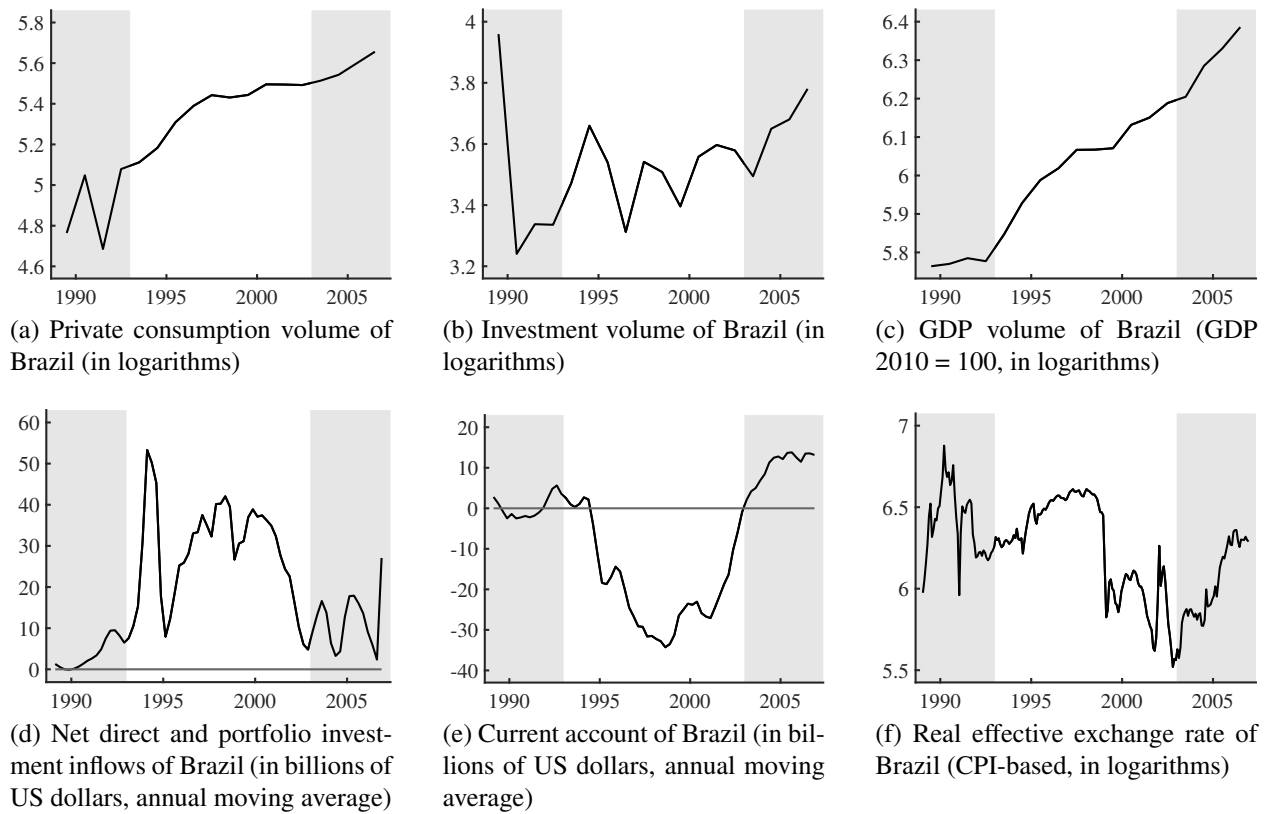 5.8
5.6
5.4
5.2
5
4.8
4.6
1990 1995 2000 2005
(a) Private consumption volume of
Brazil (in logarithms)
4
3.8
3.6
3.4
3.2
1990 1995 2000 2005
(b) Investment volume of Brazil (in
logarithms)
6.4
6.3
6.2
6.1
6
5.9
5.8
1990 1995 2000 2005
(c) GDP volume of Brazil (GDP
2010 = 100, in logarithms)
60
50
40
30
20
10
0
1990 1995 2000 2005
(d) Net direct and portfolio invest-
ment inflows of Brazil (in billions of
US dollars, annual moving average)
20
10
0
-10
-20
-30
-40
1990 1995 2000 2005
(e) Current account of Brazil (in bil-
lions of US dollars, annual moving
average)
7
6.5
6
5.5
1990 1995 2000 2005
(f) Real effective exchange rate of
Brazil (CPI-based, in logarithms)